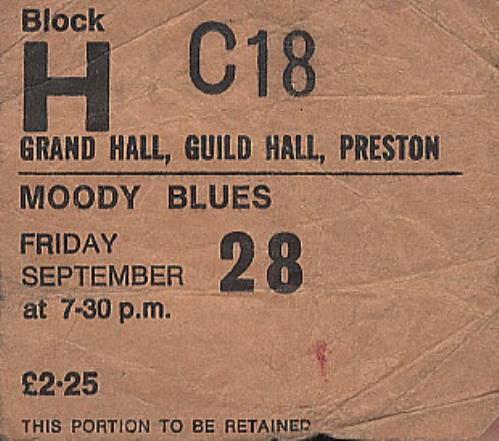 Block
H C18
GRAND HALL, GUILD HALL, PRESTON
MOODY BLUES
FRIDAY
SEPTEMBER 28
at 7-30 p.m.
£2·25
THIS PORTION TO BE RETAINED